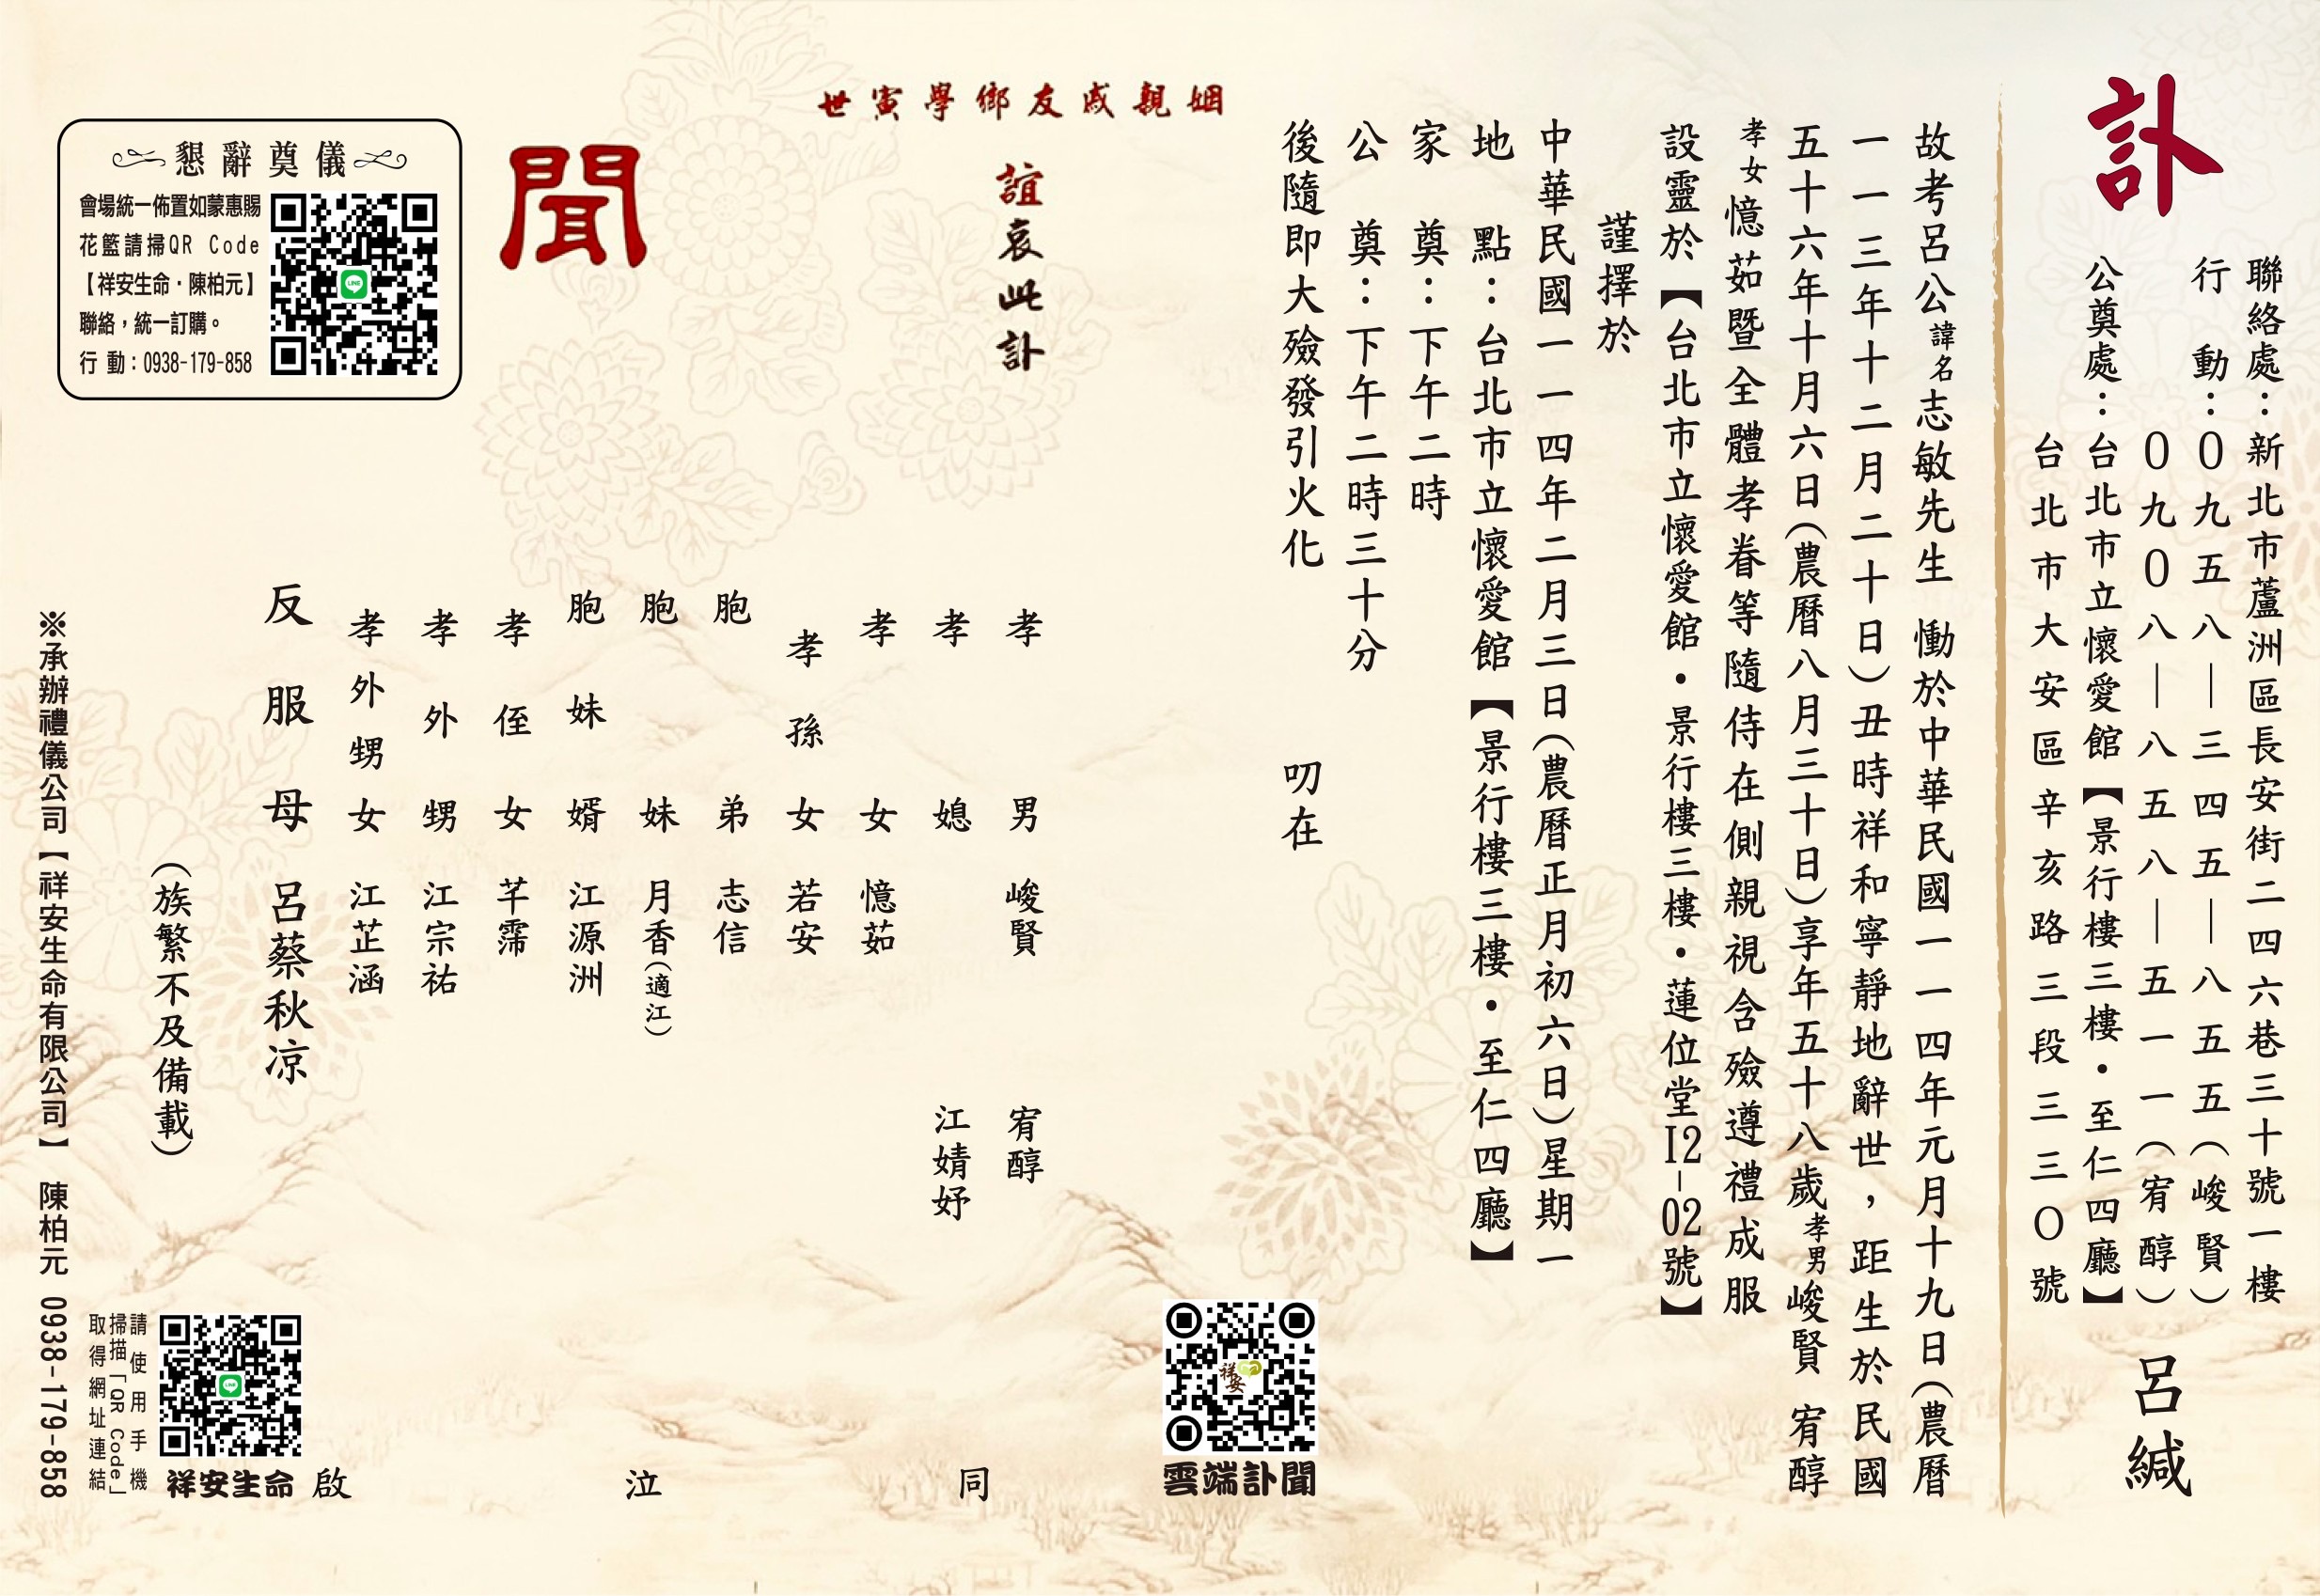 訃
聯絡處：新北市蘆洲區長安街二四六巷三十號一樓
行　動：０九五八－三四五－八五五五（峻賢）
０九０八－八五八－五一一一（宥醇）
公奠處：台北市立懷愛館【景行樓三樓・至仁四廳】
台北市大安區辛亥路三段三三０號
呂緘
故考呂公諱名志敏先生　慟於中華民國一一四年元月十九日(農曆
一一三年十二月二十日)丑時祥和寧靜地辭世，距生於民國
五十六年十月六日(農曆八月三十日)享年五十八歲孝男峻賢　宥醇
孝女憶茹暨全體孝眷等隨侍在側親視含殮遵禮成服
設靈於【台北市立懷愛館・景行樓三樓・蓮位堂I2-02號】
謹擇於
中華民國一一四年二月三日(農曆正月初六日)星期一
地　點：台北市立懷愛館【景行樓三樓・至仁四廳】
家　奠：下午二時
公　奠：下午二時三十分
後隨即大殮發引火化　叨在
姻親戚友鄉學寅世
誼哀此訃
聞
雲端訃聞
孝男　峻賢　宥醇
孝媳　江婧妤
孝女　憶茹
孝孫女　若安
胞弟　志信
胞妹　月香(適江)
胞妹婿　江源洲
孝侄女　芊霈
孝外甥　江宗祐
孝外甥女　江芷涵
反服母　呂蔡秋凉
(族繁不及備載)
同泣啟
懇辭奠儀
會場統一佈置如蒙惠賜
花籃請掃QR Code
【祥安生命・陳柏元】
聯絡，統一訂購。
行 動：0938-179-858
請使用手機
掃描「QR Code」
取得網址連結
祥安生命
※承辦禮儀公司【祥安生命有限公司】　陳柏元　0938-179-858